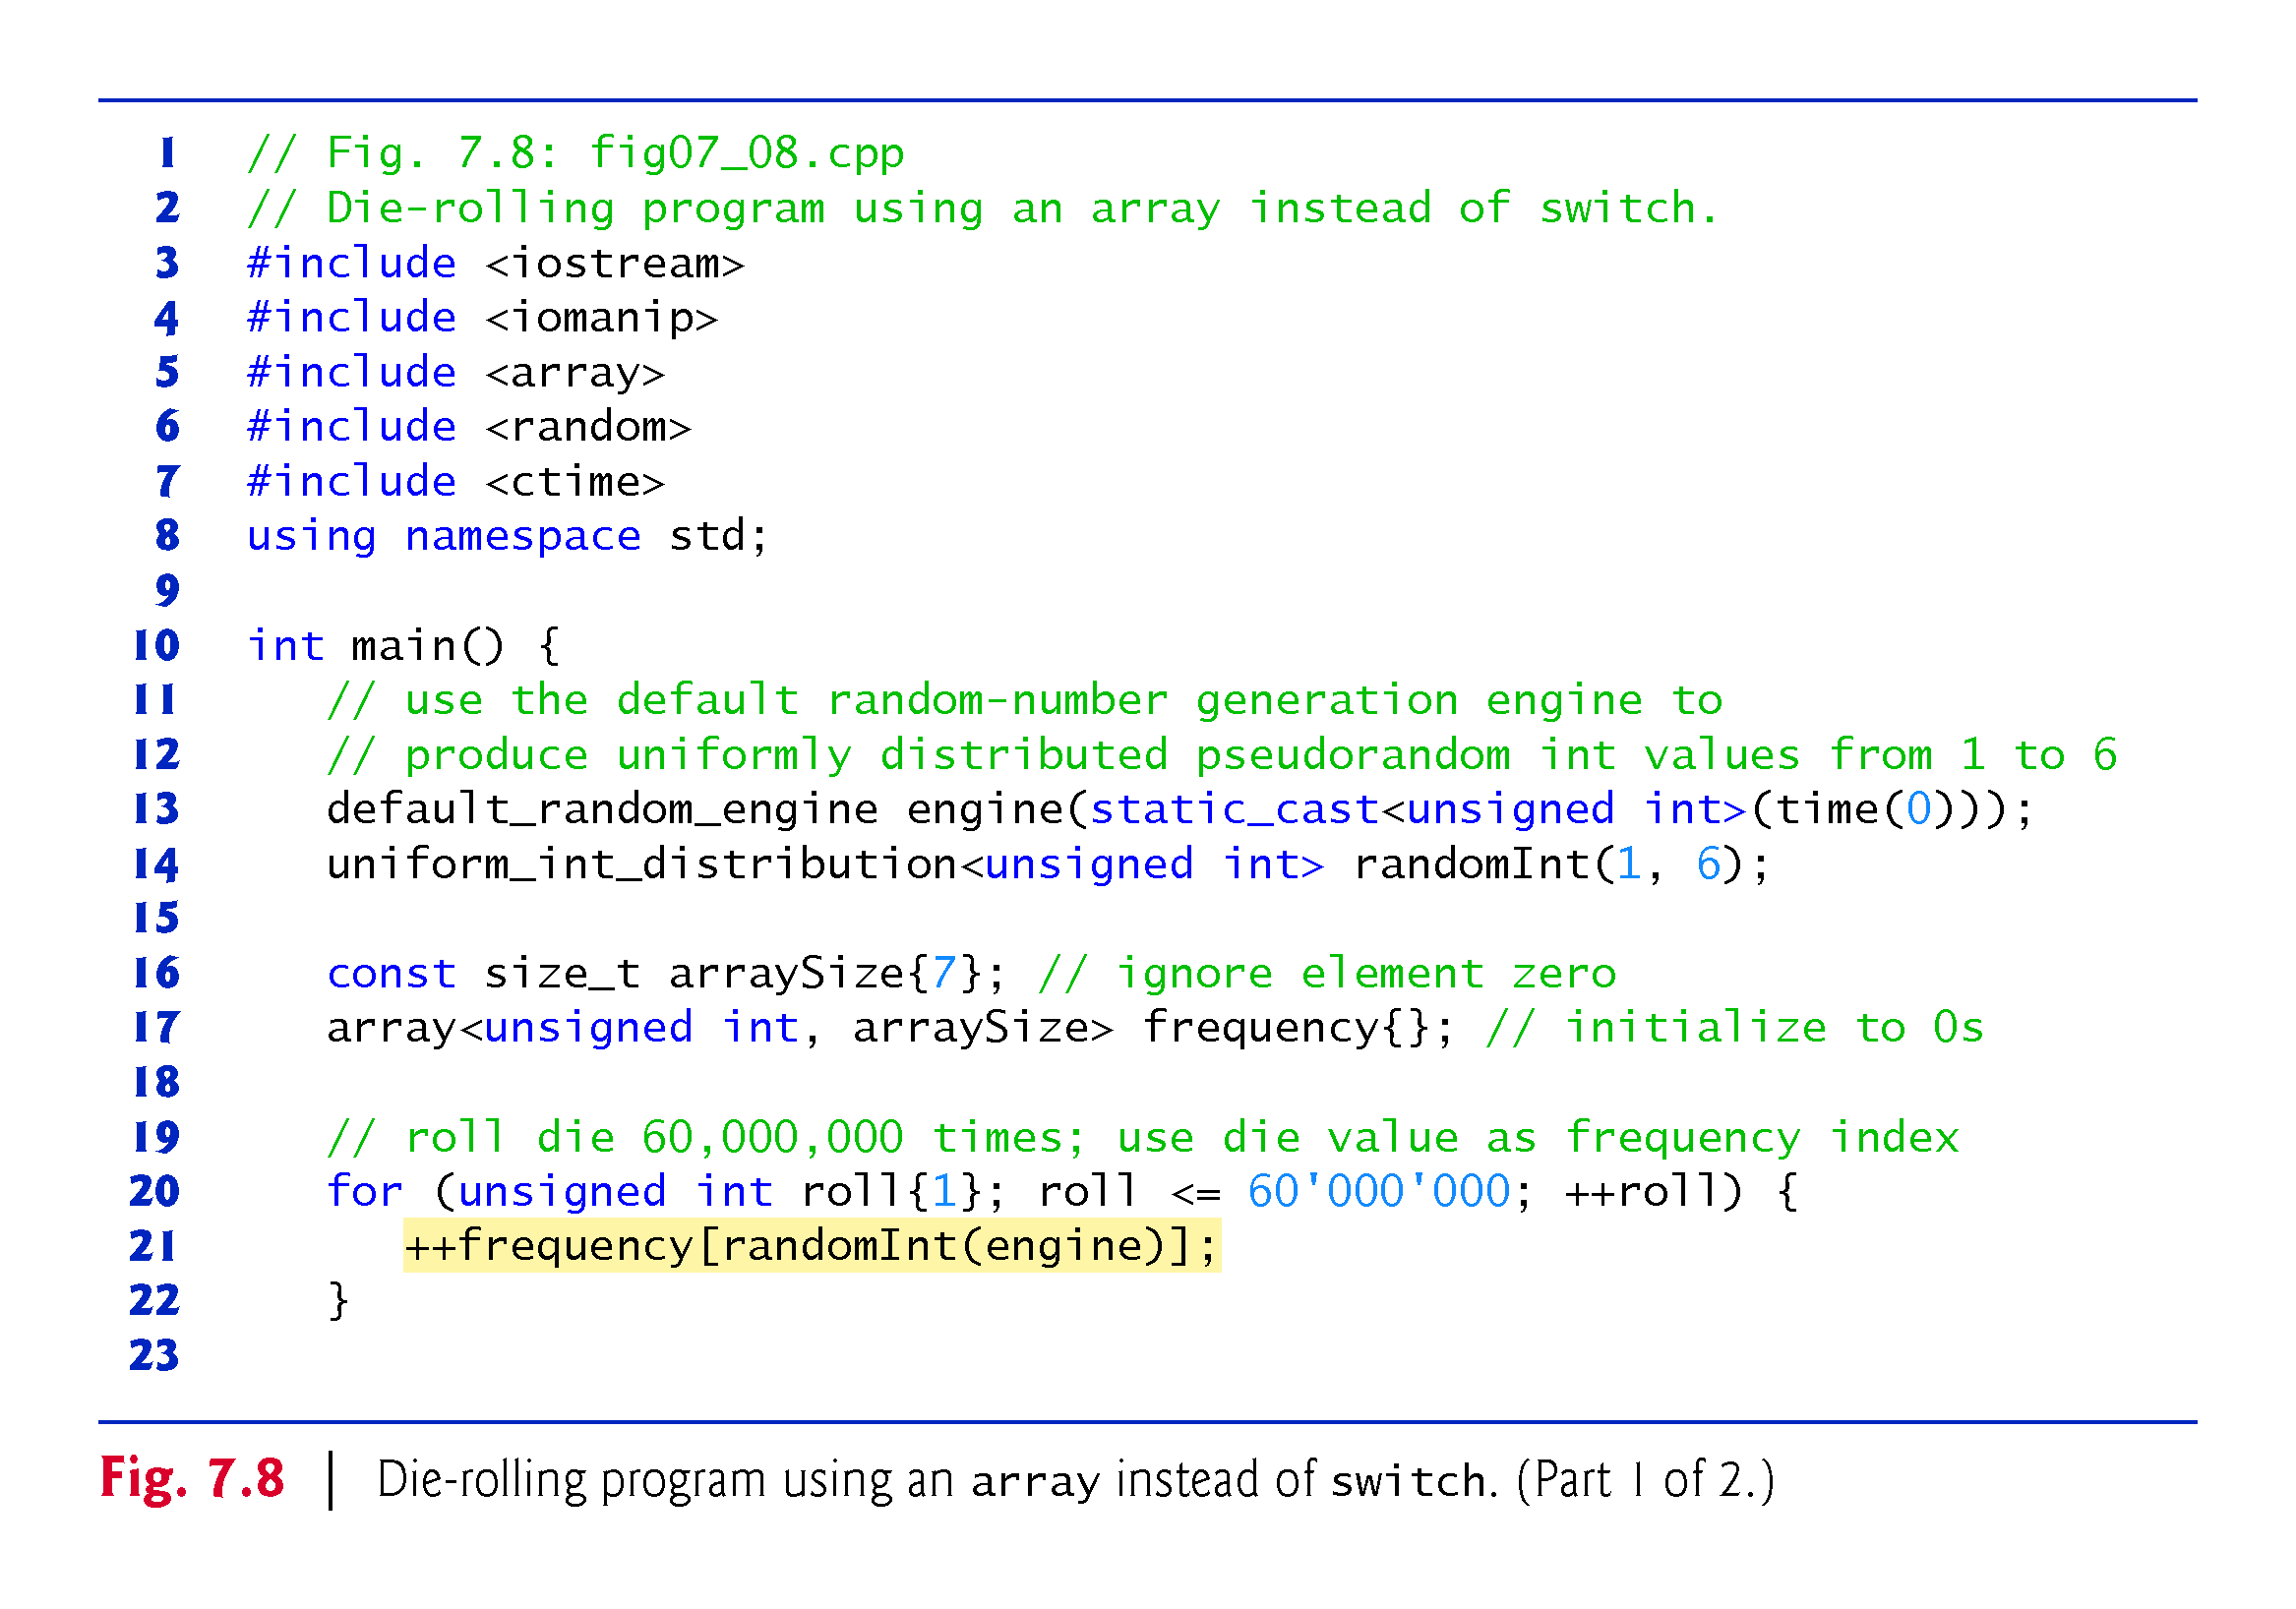 1 // Fig. 7.8: fig07_08.cpp
2 // Die-rolling program using an array instead of switch.
3 #include <iostream>
4 #include <iomanip>
5 #include <array>
6 #include <random>
7 #include <ctime>
8 using namespace std;
9
10 int main() {
11    // use the default random-number generation engine to
12    // produce uniformly distributed pseudorandom int values from 1 to 6
13    default_random_engine engine(static_cast<unsigned int>(time(0)));
14    uniform_int_distribution<unsigned int> randomInt(1, 6);
15
16    const size_t arraySize{7}; // ignore element zero
17    array<unsigned int, arraySize> frequency{}; // initialize to 0s
18
19    // roll die 60,000,000 times; use die value as frequency index
20    for (unsigned int roll{1}; roll <= 60'000'000; ++roll) {
21       ++frequency[randomInt(engine)];
22    }
23
Fig. 7.8 | Die-rolling program using an array instead of switch. (Part 1 of 2.)